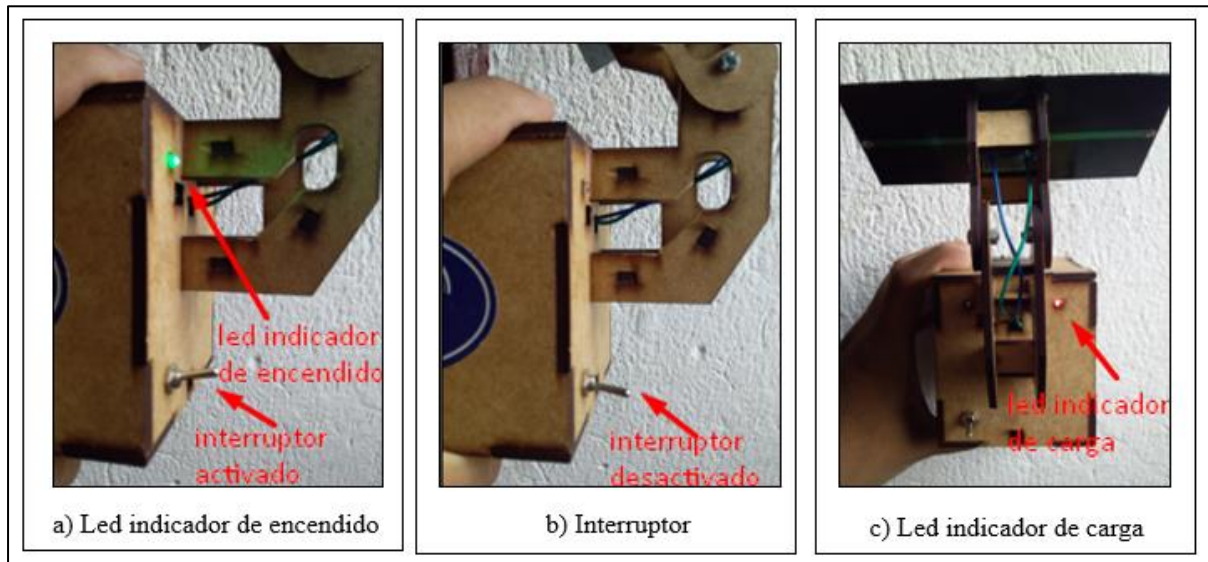 led indicador
de encendido
interruptor
activado
a) Led indicador de encendido
interruptor
desactivado
b) Interruptor
led indicador
de carga
c) Led indicador de carga